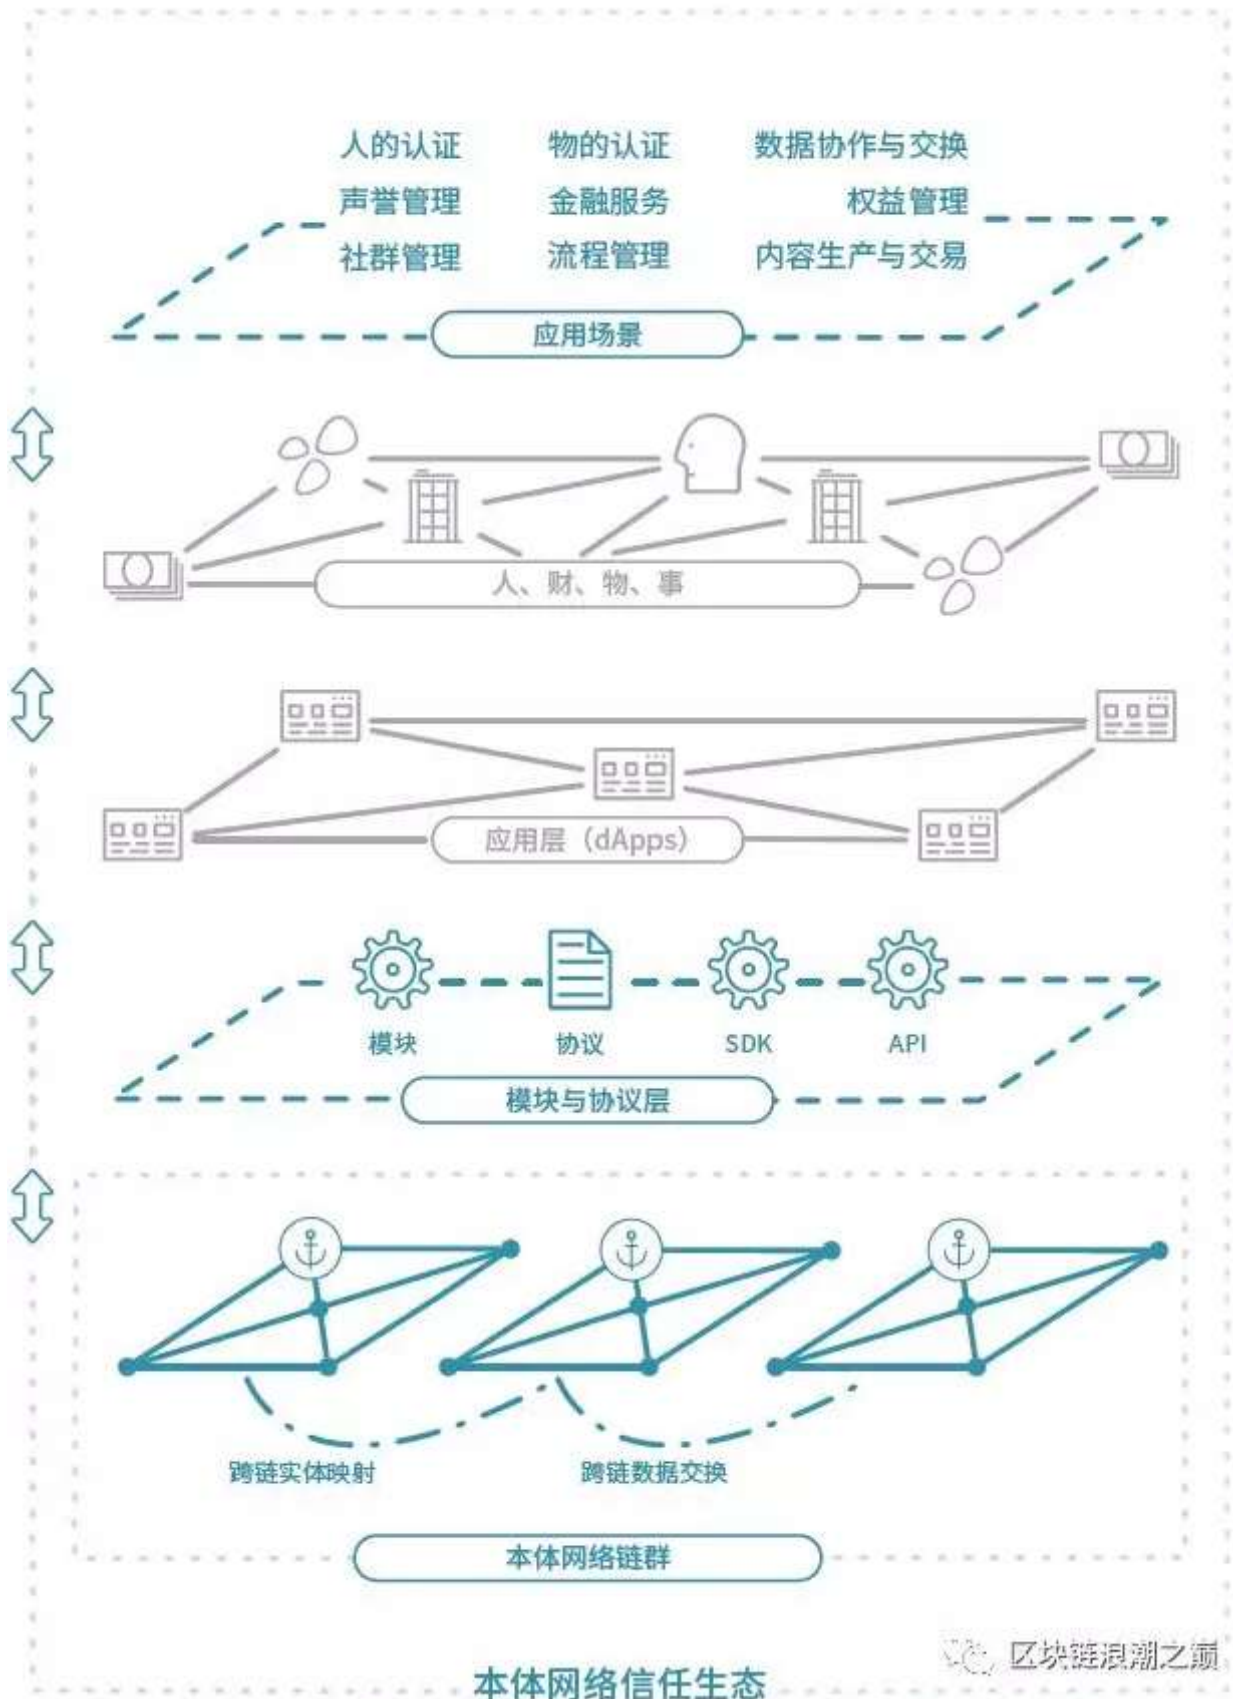 人的认证 物的认证 数据协作与交换
声誉管理 金融服务 权益管理
社群管理 流程管理 内容生产与交易
应用场景
人、财、物、事
应用层（dApps）
模块 协议 SDK API
模块与协议层
跨链实体映射 跨链数据交换
本体网络链群
区块链浪潮之巅
本体网络信任生态